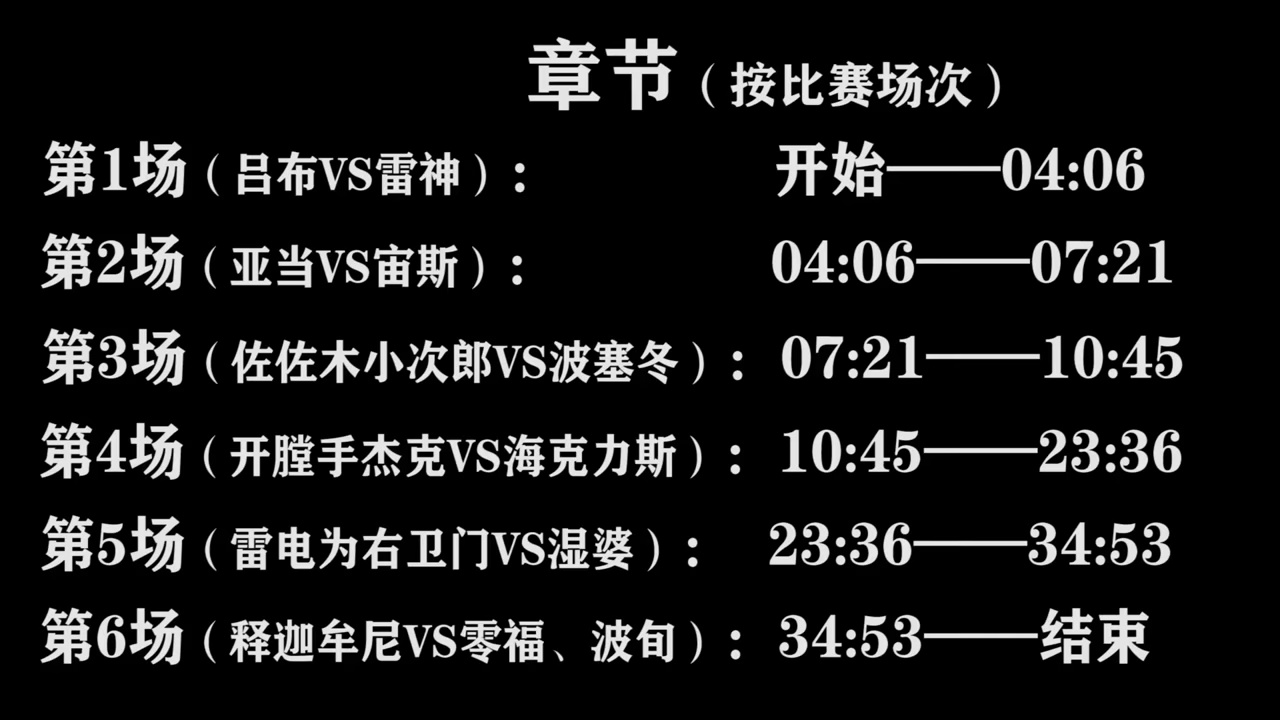 章节（按比赛场次）
第1场（吕布VS雷神）： 开始——04:06
第2场（亚当VS宙斯）： 04:06——07:21
第3场（佐佐木小次郎VS波塞冬）：07:21——10:45
第4场（开膛手杰克VS海克力斯）：10:45——23:36
第5场（雷电为右卫门VS湿婆）： 23:36——34:53
第6场（释迦牟尼VS零福、波旬）：34:53——结束